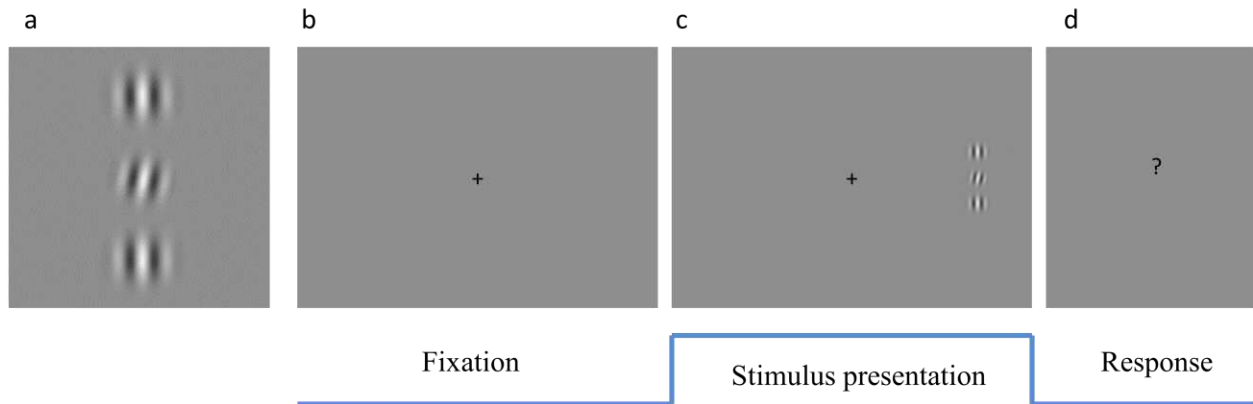 a b c d
+ + ?
Fixation Stimulus presentation Response